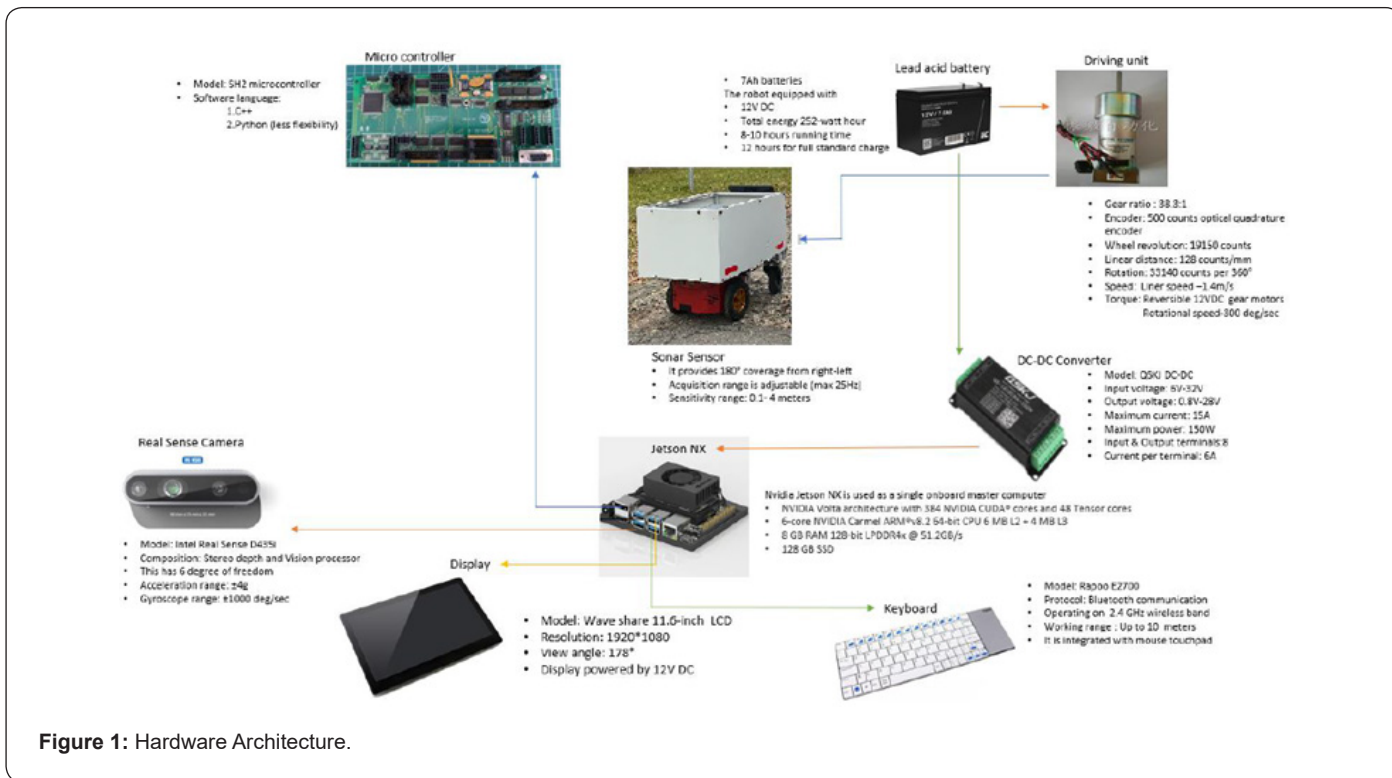 Micro controller
• Model: SH2 microcontroller
• Software language:
1.C++
2.Python (less flexibility)
• 7Ah batteries
The robot equipped with
• 12V DC
• Total energy 252-watt hour
• 8-10 hours running time
• 12 hours for full standard charge
Lead acid battery
Driving unit
• Gear ratio : 38.3:1
• Encoder: 500 counts optical quadrature
encoder
• Wheel revolution: 19150 counts
• Linear distance: 128 counts/mm
• Rotation: 33140 counts per 360°
• Speed: Liner speed –1.4m/s
• Torque: Reversible 12VDC gear motors
Rotational speed-300 deg/sec
Sonar Sensor
• It provides 180° coverage from right-left
• Acquisition range is adjustable (max 25Hz)
• Sensitivity range: 0.1- 4 meters
DC-DC Converter
• Model: QSKJ DC-DC
• Input voltage: 6V-32V
• Output voltage: 0.8V-28V
• Maximum current: 15A
• Maximum power: 150W
• Input & Output terminals:8
• Current per terminal: 6A
QSKJ
Real Sense Camera
• Model: Intel Real Sense D435i
• Composition: Stereo depth and Vision processor
• This has 6 degree of freedom
• Acceleration range: ±4g
• Gyroscope range: ±1000 deg/sec
Jetson NX
Nvidia Jetson NX is used as a single onboard master computer
• NVIDIA Volta architecture with 384 NVIDIA CUDA® cores and 48 Tensor cores
• 6-core NVIDIA Carmel ARM®v8.2 64-bit CPU 6 MB L2 + 4 MB L3
• 8 GB RAM 128-bit LPDDR4x @ 51.2GB/s
• 128 GB SSD
Display
• Model: Wave share 11.6-inch LCD
• Resolution: 1920*1080
• View angle: 178°
• Display powered by 12V DC
Keyboard
• Model: Rapoo E2700
• Protocol: Bluetooth communication
• Operating on 2.4 GHz wireless band
• Working range : Up to 10 meters
• It is integrated with mouse touchpad
Figure 1: Hardware Architecture.